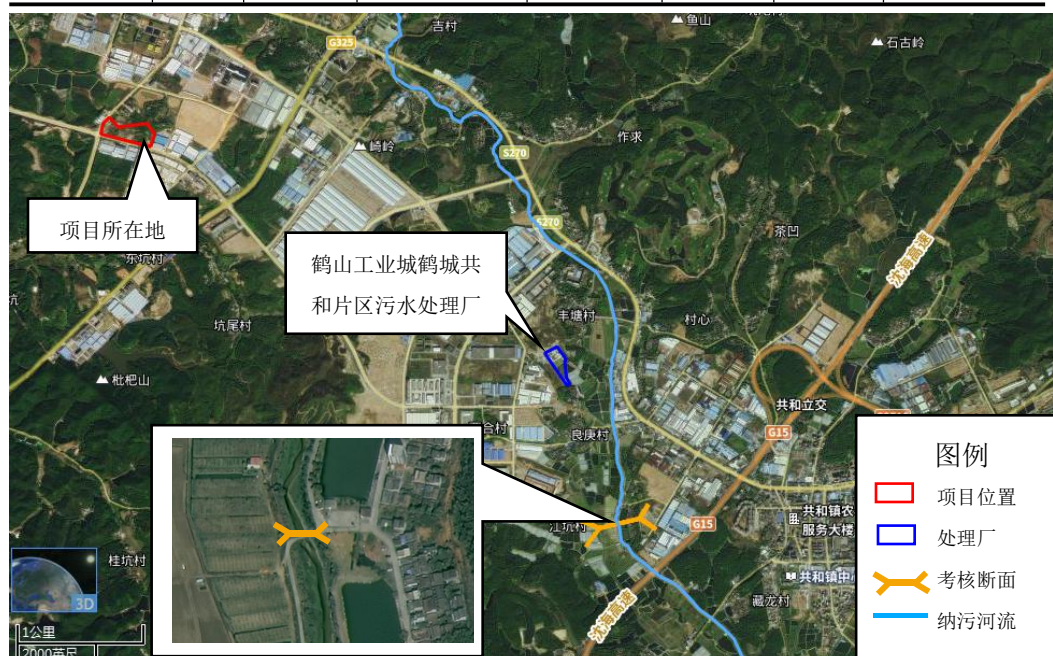 吉村
鱼山
石古岭
G325
作求
崎岭
S270
项目所在地
S270
茶凹
沈海高速
东坑村
鹤山工业城鹤城共
和片区污水处理厂
坑尾村
丰塘村
村心
枇杷山
共和立交
良庚村
G15
图例
项目位置
处理厂
考核断面
纳污河流
江坑村
G15
共和镇农
服务大楼
桂坑村
共和镇中心
藏龙村
沈海高速
3D
1公里
2000英尺